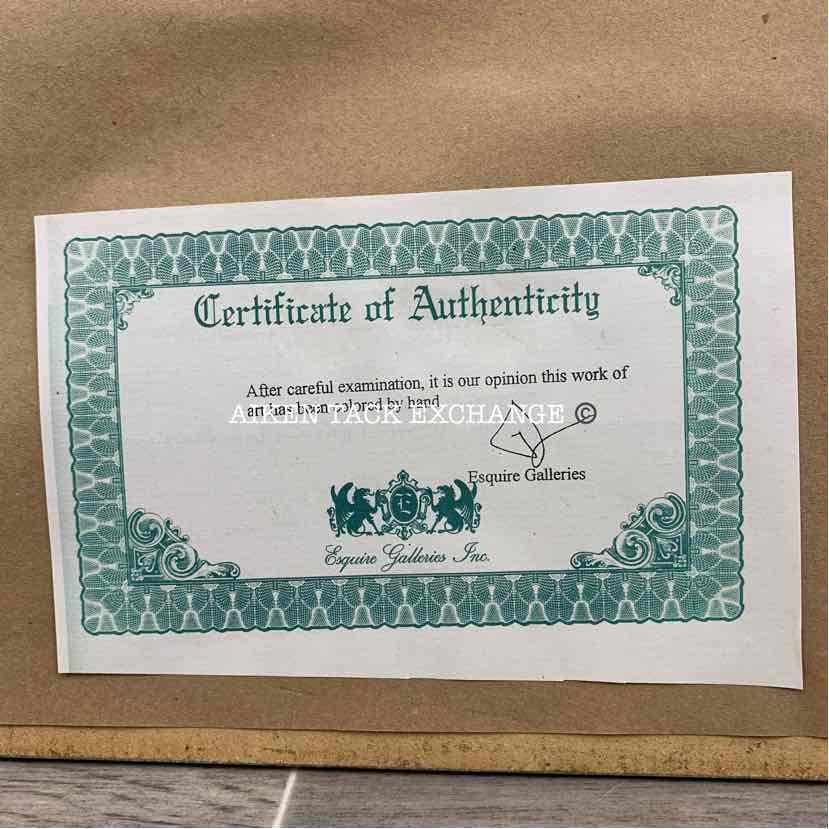 Certificate of Authenticity
After careful examination, it is our opinion this work of
art has been colored by hand
AIKEN TACK EXCHANGE ©
Esquire Galleries
Esquire Galleries Inc.